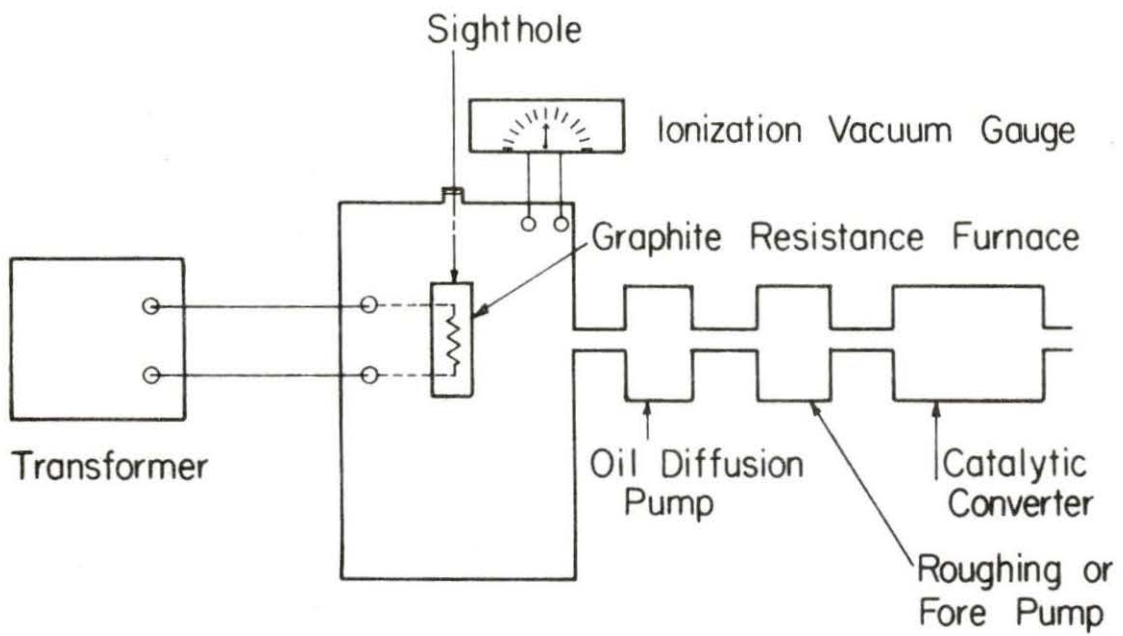 Sighthole
Ionization Vacuum Gauge
Graphite Resistance Furnace
Transformer
Oil Diffusion
Pump
Catalytic
Converter
Roughing or
Fore Pump